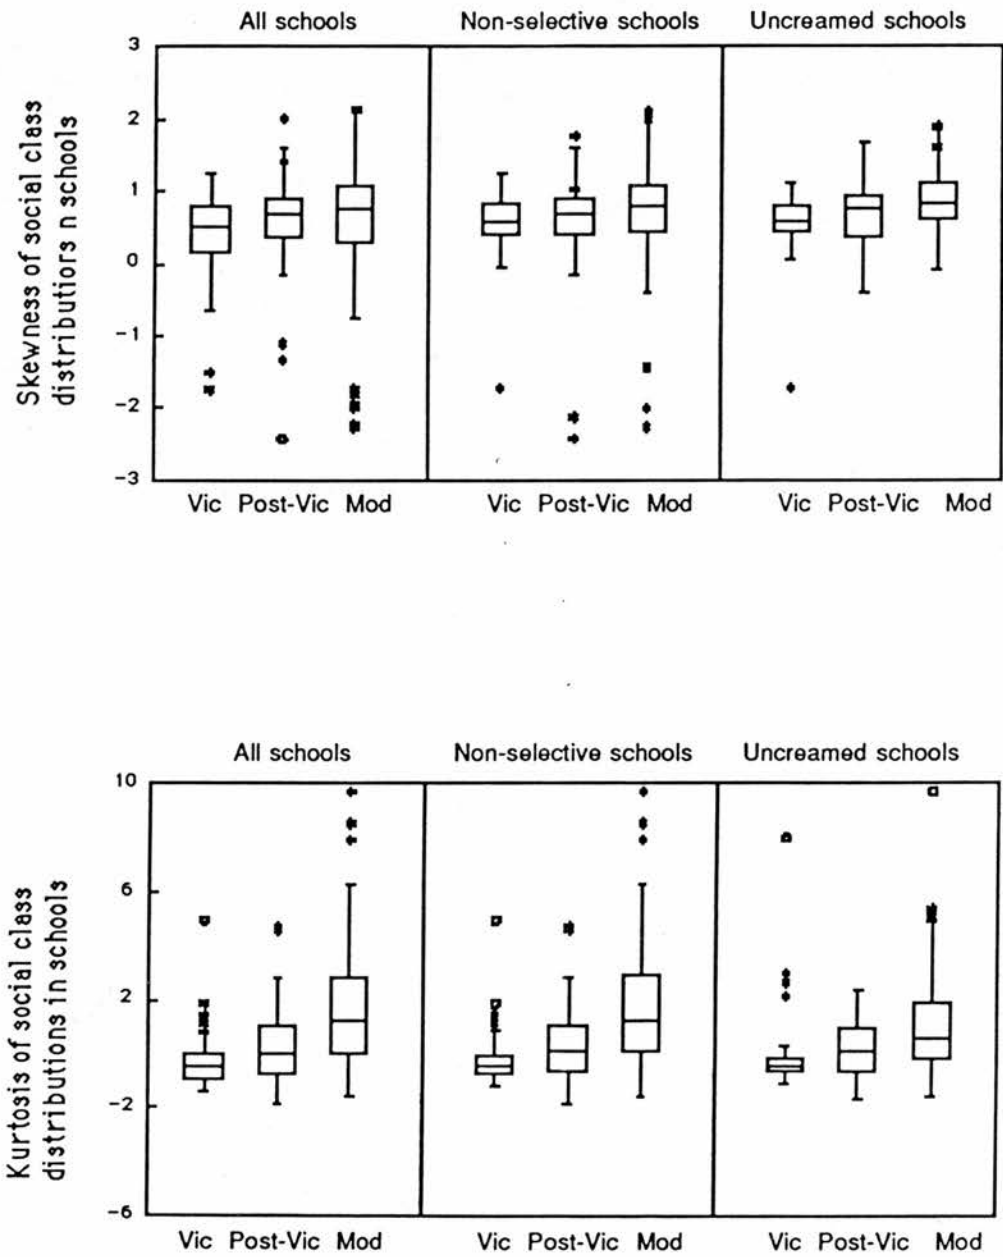 All schools Non-selective schools Uncreamed schools
3
2
1
0
-1
-2
-3
Skewness of social class
distributions n schools
Vic Post-Vic Mod Vic Post-Vic Mod Vic Post-Vic Mod
All schools Non-selective schools Uncreamed schools
10
6
2
-2
-6
Kurtosis of social class
distributions in schools
Vic Post-Vic Mod Vic Post-Vic Mod Vic Post-Vic Mod